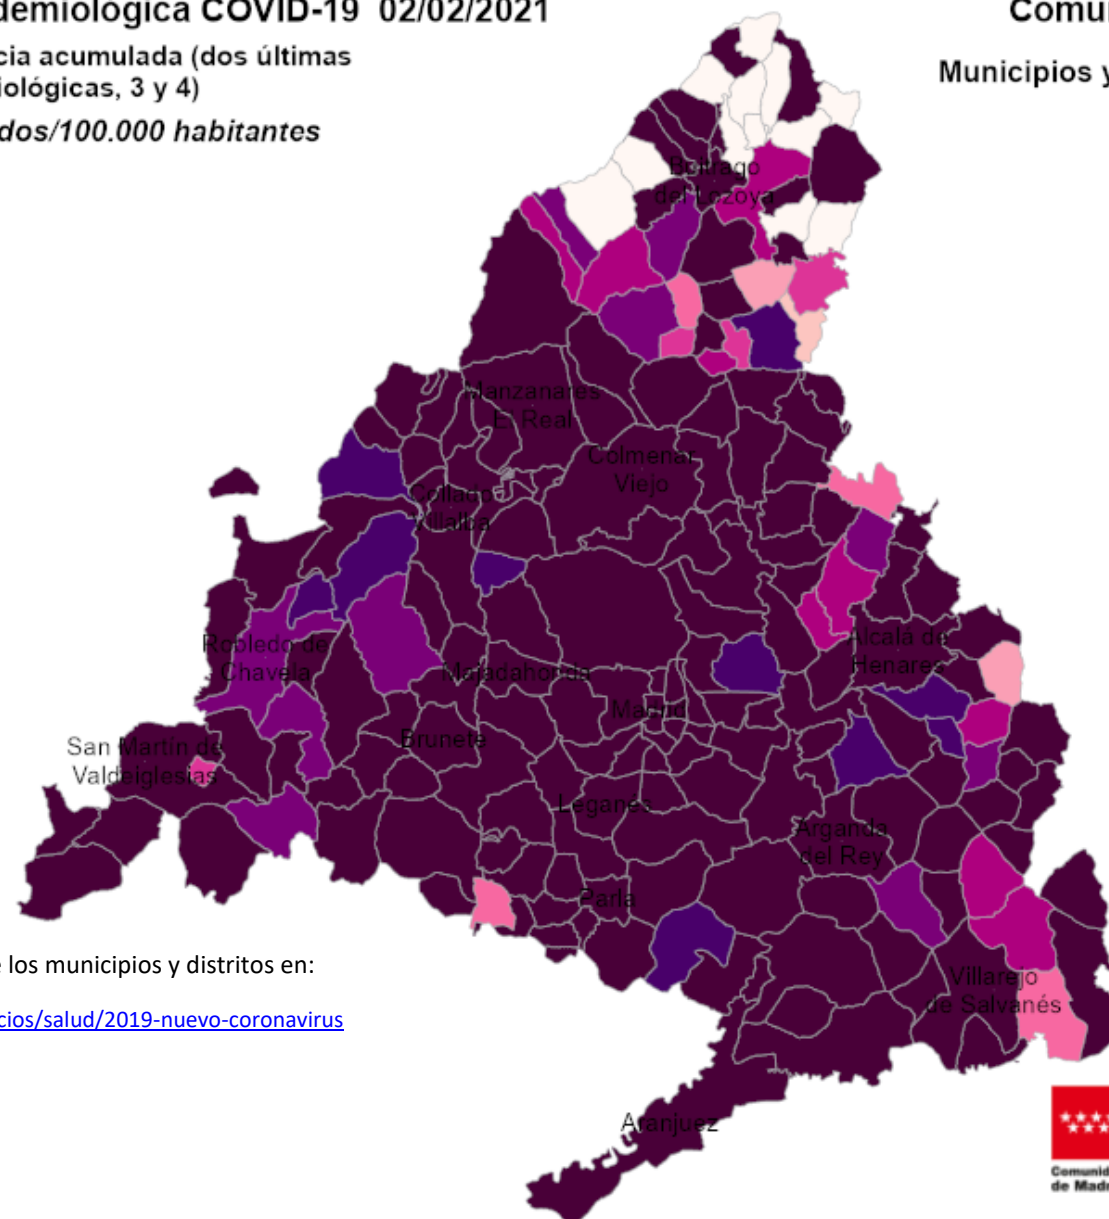 demiológica COVID-19 02/02/2021
Comu
cia acumulada (dos últimas
iológicas, 3 y 4)
Municipios y
dos/100.000 habitantes
Buitrago
del Lozoya
Manzanares
El Real
Colmenar
Viejo
Collado
Villalba
Robledo de
Chavela
Alcala de
Henares
Majadahonda
Madrid
Brunete
San Martín de
Valdeiglesias
Leganés
Arganda
del Rey
Parla
e los municipios y distritos en:
Villarejo
de Salvanés
cios/salud/2019-nuevo-coronavirus
Aranjuez
Comunid
de Madr